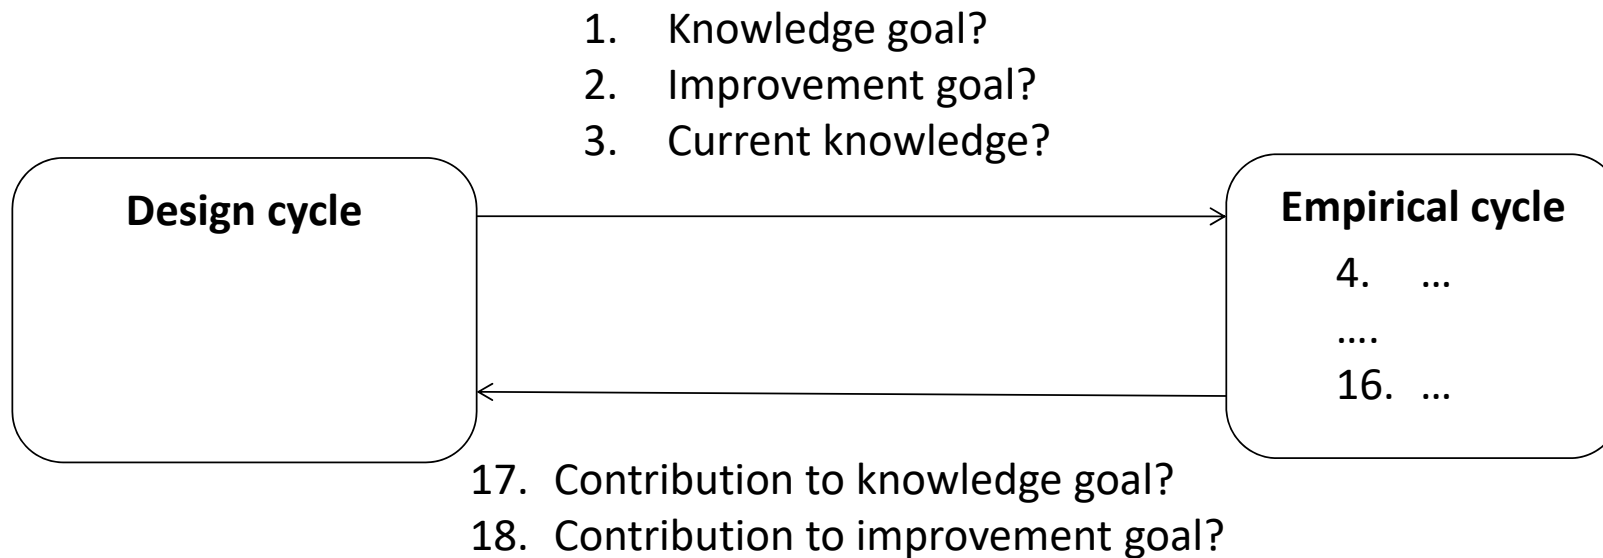 1. Knowledge goal?
2. Improvement goal?
3. Current knowledge?
Design cycle
Empirical cycle
4. ...
....
16. ...
17. Contribution to knowledge goal?
18. Contribution to improvement goal?